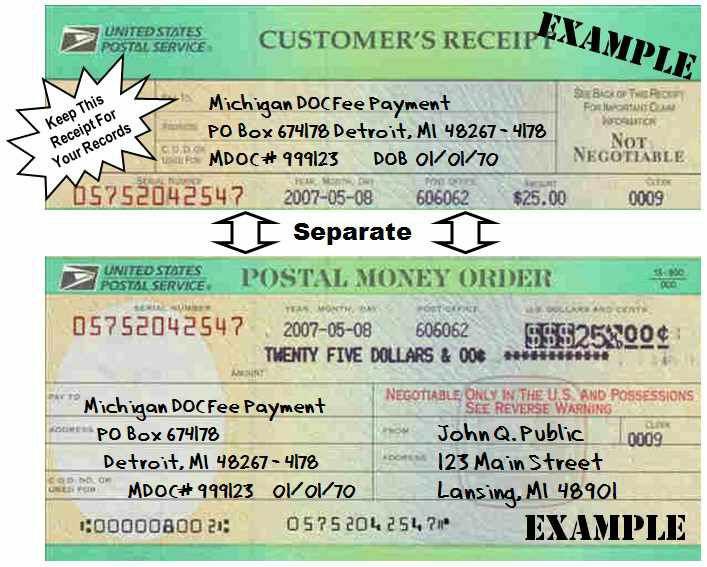 UNITED STATES
POSTAL SERVICE®
CUSTOMER'S RECEIPT
EXAMPLE
Keep This
Receipt For
Your Records
PAY TO
Michigan DOC Fee Payment
SEE BACK OF THIS RECEIPT
FOR IMPORTANT CLAIM
INFORMATION
ADDRESS
PO Box 674178 Detroit, MI 48267-4178
NOT
NEGOTIABLE
C.O.D. OR
USED FOR
MDOC# 999123 DOB 01/01/70
SERIAL NUMBER YEAR, MONTH, DAY POST OFFICE AMOUNT CLERK
05752042547 2007-05-08 606062 $25.00 0009
Separate
UNITED STATES
POSTAL SERVICE®
POSTAL MONEY ORDER
15-800
000
SERIAL NUMBER YEAR, MONTH, DAY POST OFFICE U.S. DOLLARS AND CENTS
05752042547 2007-05-08 606062 $$$25 00¢
TWENTY FIVE DOLLARS & 00¢ ************
AMOUNT
PAY TO
Michigan DOC Fee Payment
NEGOTIABLE ONLY IN THE U.S. AND POSSESSIONS
SEE REVERSE WARNING
ADDRESS
PO Box 674178
FROM
John Q. Public
CLERK
0009
Detroit, MI 48267-4178
ADDRESS
123 Main Street
C.O.D. NO. OR
USED FOR
MDOC# 999123 01/01/70
Lansing, MI 48901
⑆000008002⑆ 05752042547⑈
EXAMPLE